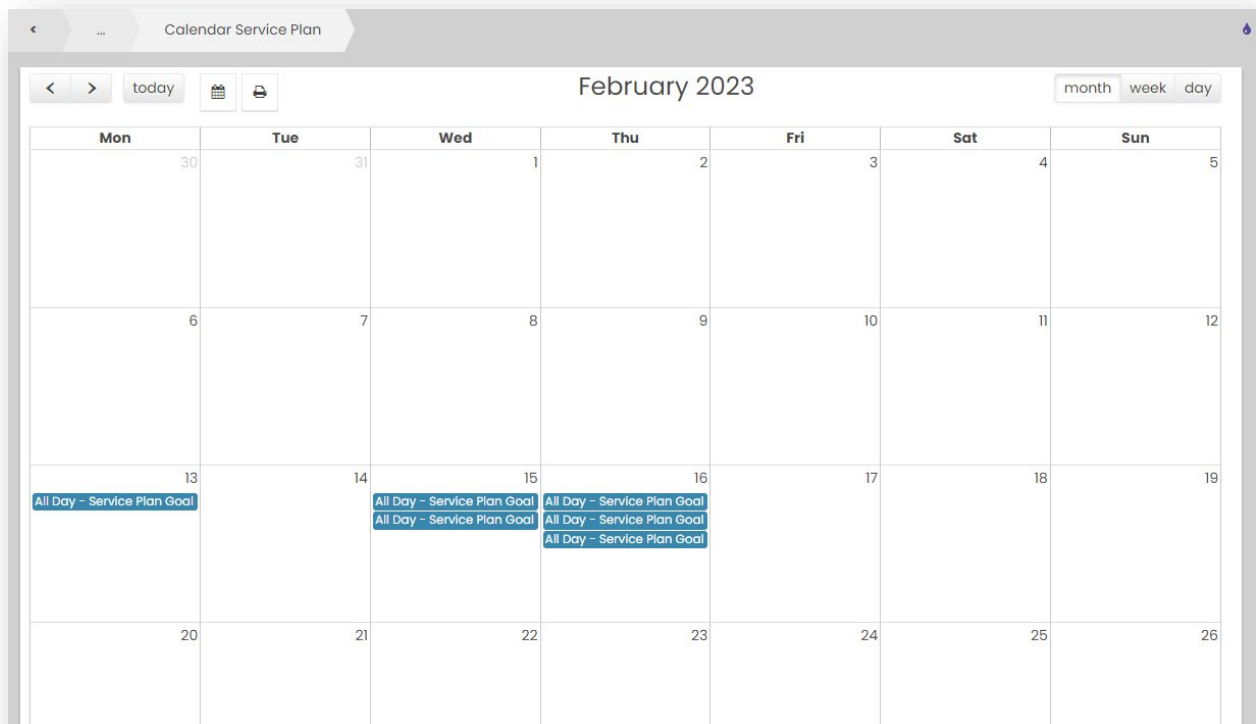 ... Calendar Service Plan
today February 2023 month week day
Mon Tue Wed Thu Fri Sat Sun
30 31 1 2 3 4 5
6 7 8 9 10 11 12
13 14 15 16 17 18 19
All Day - Service Plan Goal All Day - Service Plan Goal All Day - Service Plan Goal
All Day - Service Plan Goal All Day - Service Plan Goal
All Day - Service Plan Goal
20 21 22 23 24 25 26